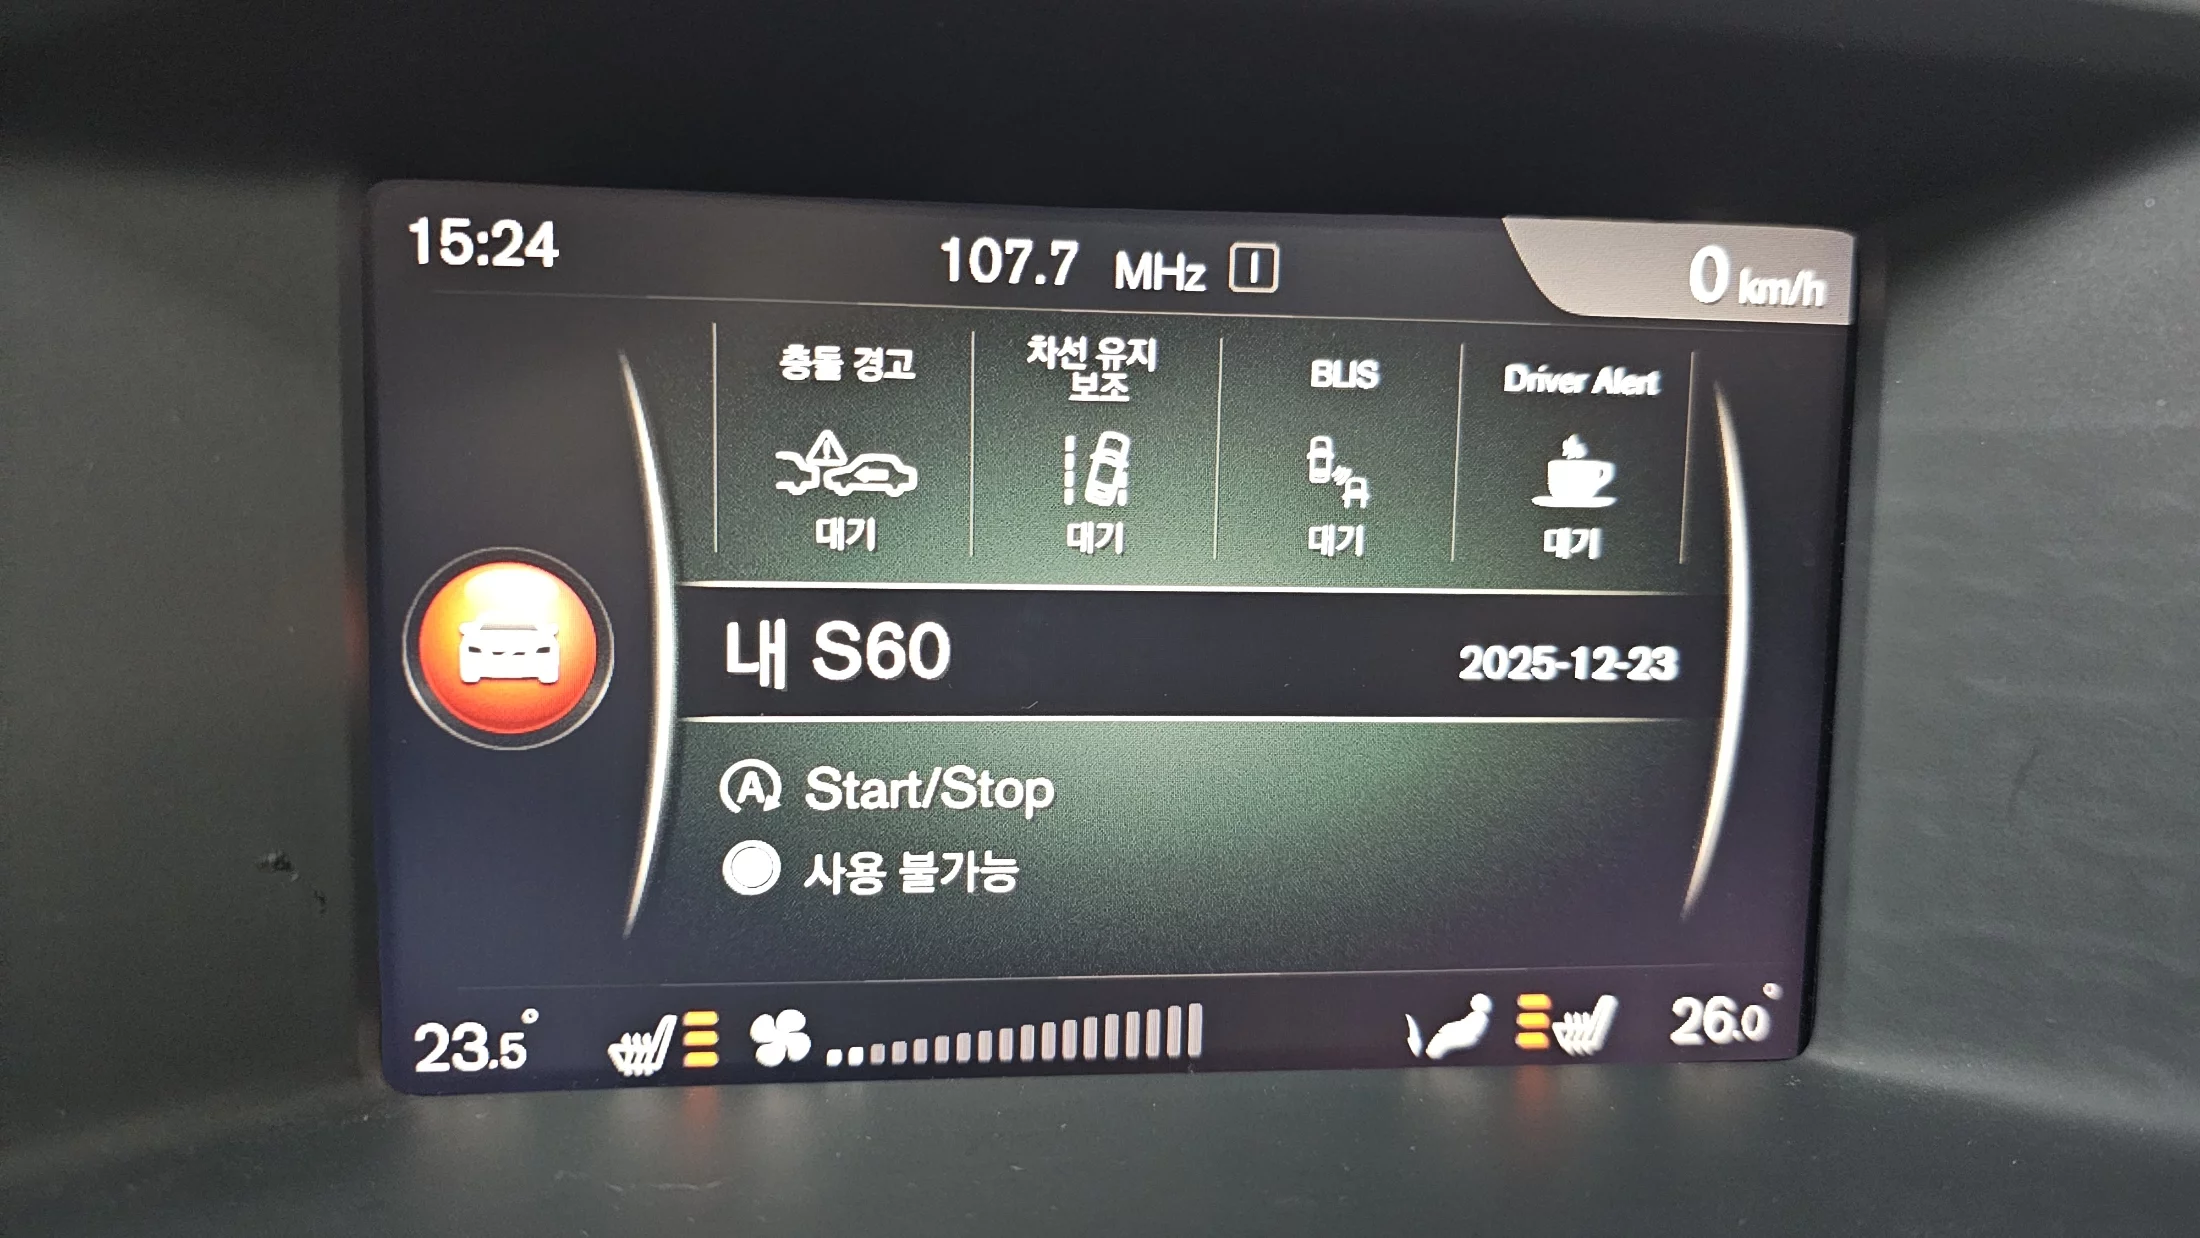 15:24
107.7 MHz I
0 km/h
충돌 경고
차선 유지
보조
BLIS
Driver Alert
대기
대기
대기
대기
내 S60
2025-12-23
A Start/Stop
사용 불가능
23.5°
26.0°